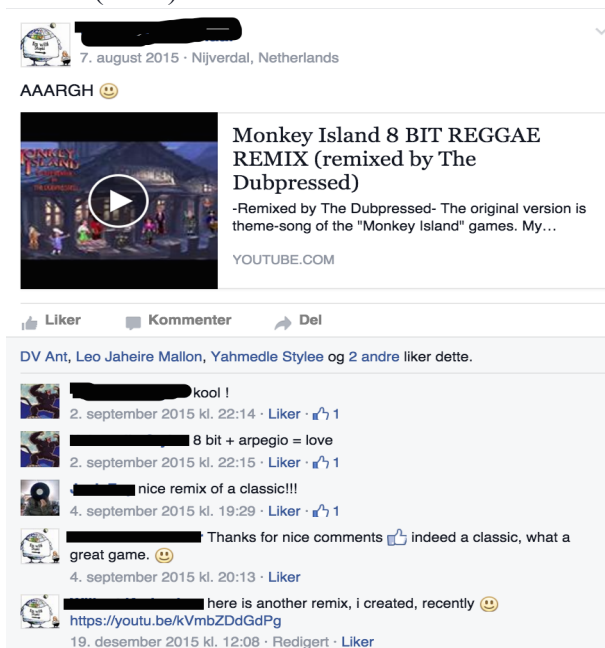 7. august 2015 · Nijverdal, Netherlands
AAARGH
MONKEY
ISLAND
Monkey Island 8 BIT REGGAE
REMIX (remixed by The
Dubpressed)
-Remixed by The Dubpressed- The original version is
theme-song of the "Monkey Island" games. My...
YOUTUBE.COM
Liker Kommenter Del
DV Ant, Leo Jaheire Mallon, Yahmedle Stylee og 2 andre liker dette.
kool !
2. september 2015 kl. 22:14 · Liker · 1
8 bit + arpegio = love
2. september 2015 kl. 22:15 · Liker · 1
nice remix of a classic!!!
4. september 2015 kl. 19:29 · Liker · 1
Thanks for nice comments indeed a classic, what a
great game.
4. september 2015 kl. 20:13 · Liker
here is another remix, i created, recently
https://youtu.be/kVmbZDdGdPg
19. desember 2015 kl. 12:08 · Redigert · Liker